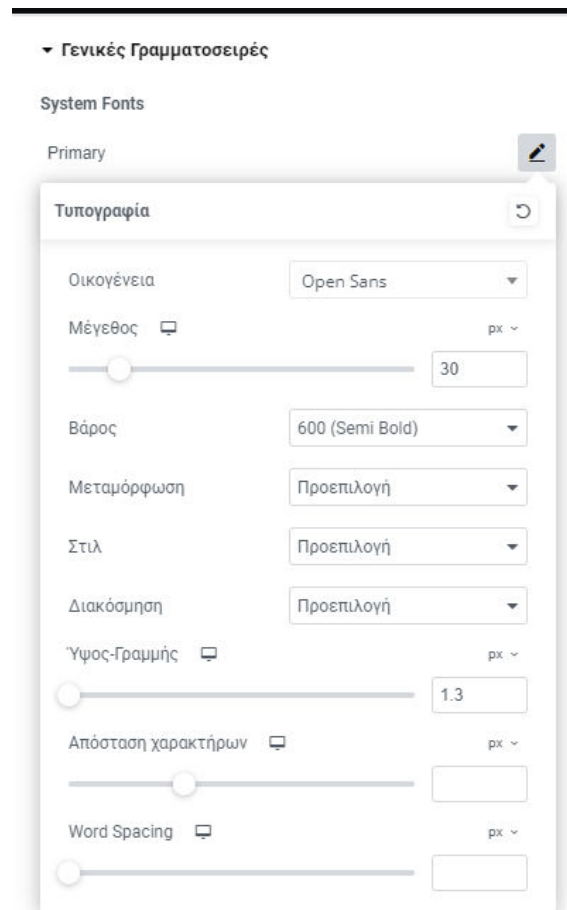 Γενικές Γραμματοσειρές
System Fonts
Primary
Τυπογραφία
Οικογένεια Open Sans
Μέγεθος px
30
Βάρος 600 (Semi Bold)
Μεταμόρφωση Προεπιλογή
Στιλ Προεπιλογή
Διακόσμηση Προεπιλογή
Ύψος-Γραμμής px
1.3
Απόσταση χαρακτήρων px
Word Spacing px